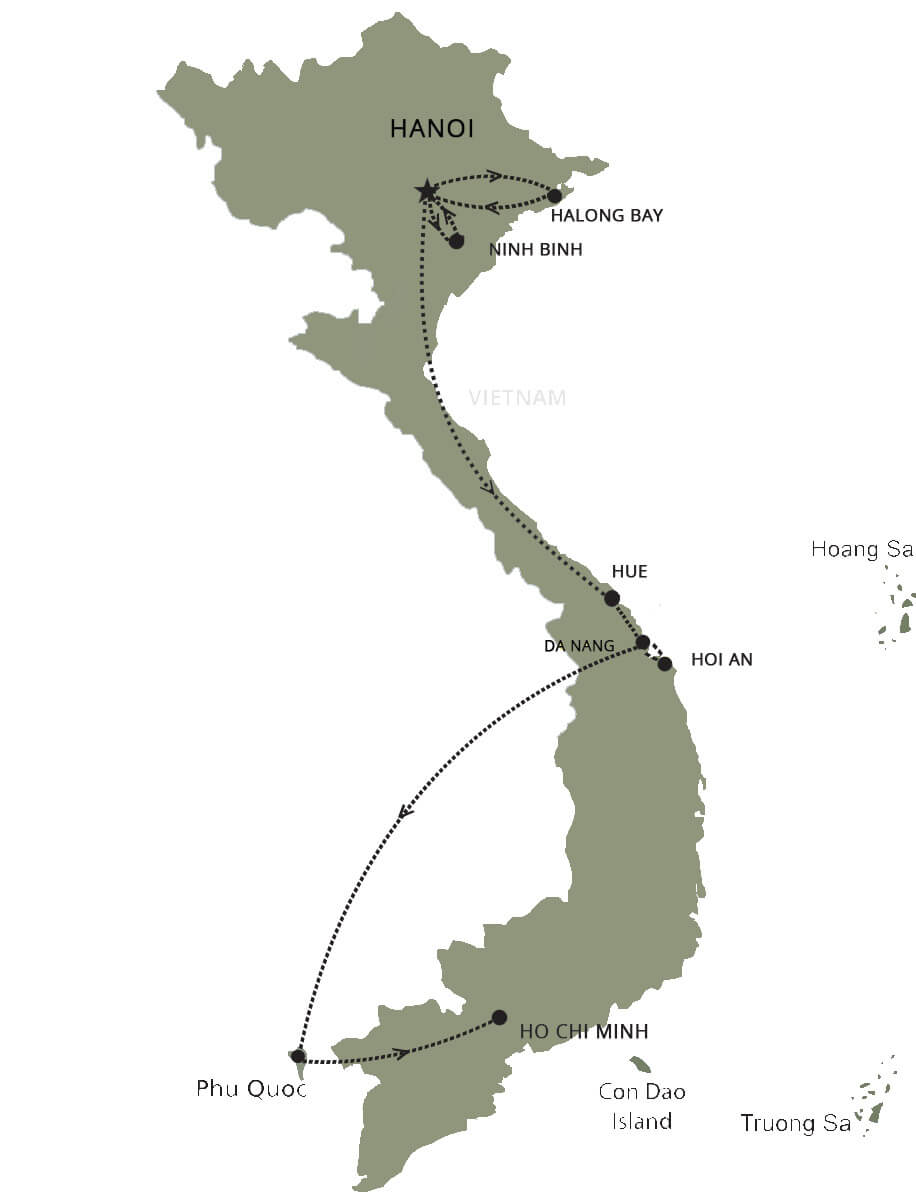 HANOI
HALONG BAY
NINH BINH
VIETNAM
Hoang Sa
HUE
DA NANG
HOI AN
HO CHI MINH
Phu Quoc
Con Dao
Island
Truong Sa